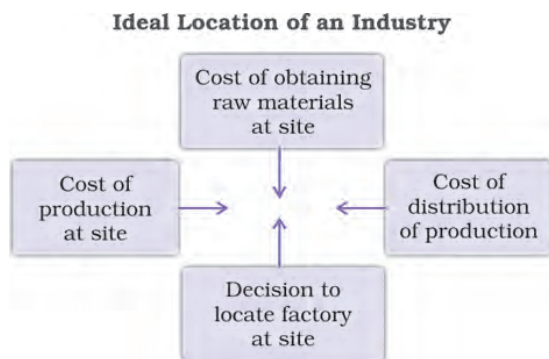 Ideal Location of an Industry
Cost of obtaining
raw materials
at site
Cost of
production
at site
Cost of
distribution
of production
Decision to
locate factory
at site